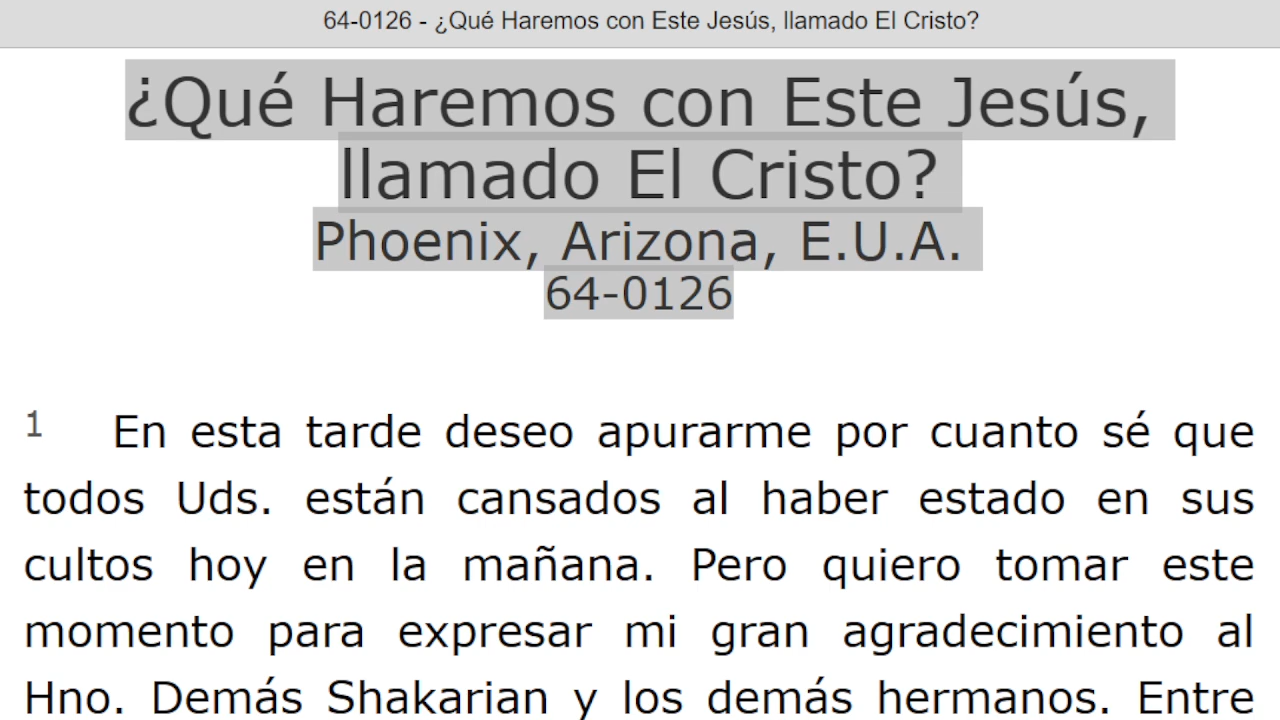 64-0126 - ¿Qué Haremos con Este Jesús, llamado El Cristo?
¿Qué Haremos con Este Jesús,
llamado El Cristo?
Phoenix, Arizona, E.U.A.
64-0126
1 En esta tarde deseo apurarme por cuanto sé que
todos Uds. están cansados al haber estado en sus
cultos hoy en la mañana. Pero quiero tomar este
momento para expresar mi gran agradecimiento al
Hno. Demás Shakarian y los demás hermanos. Entre